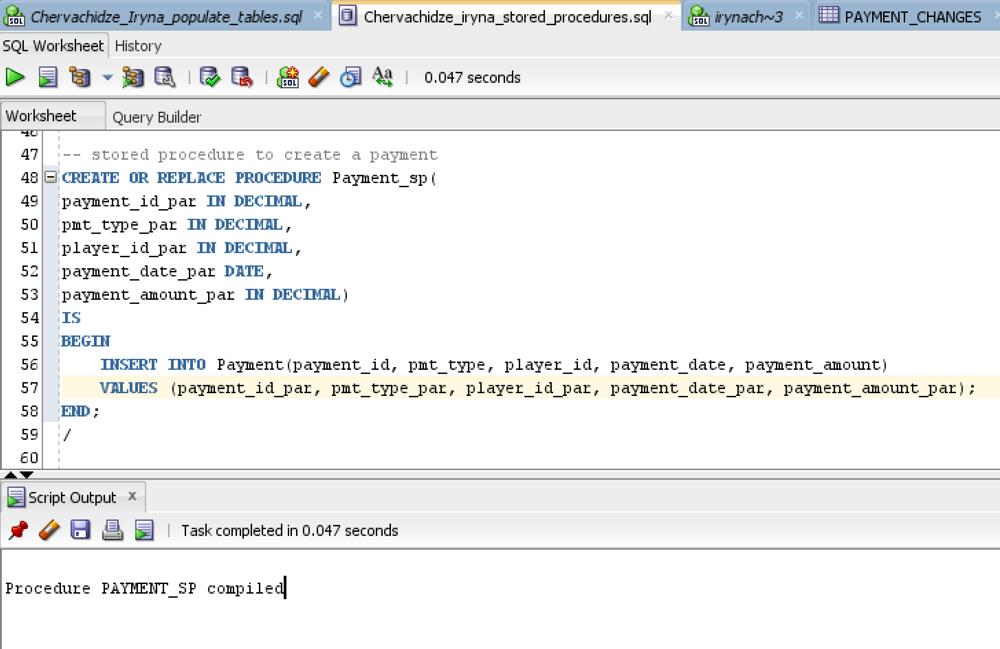 Chervachidze_Iryna_populate_tables.sql Chervachidze_iryna_stored_procedures.sql irynach~3 PAYMENT_CHANGES
SQL Worksheet History
0.047 seconds
Worksheet Query Builder
47 -- stored procedure to create a payment
48 CREATE OR REPLACE PROCEDURE Payment_sp(
49 payment_id_par IN DECIMAL,
50 pmt_type_par IN DECIMAL,
51 player_id_par IN DECIMAL,
52 payment_date_par DATE,
53 payment_amount_par IN DECIMAL)
54 IS
55 BEGIN
56 INSERT INTO Payment(payment_id, pmt_type, player_id, payment_date, payment_amount)
57 VALUES (payment_id_par, pmt_type_par, player_id_par, payment_date_par, payment_amount_par);
58 END;
59 /
60
Script Output
Task completed in 0.047 seconds
Procedure PAYMENT_SP compiled